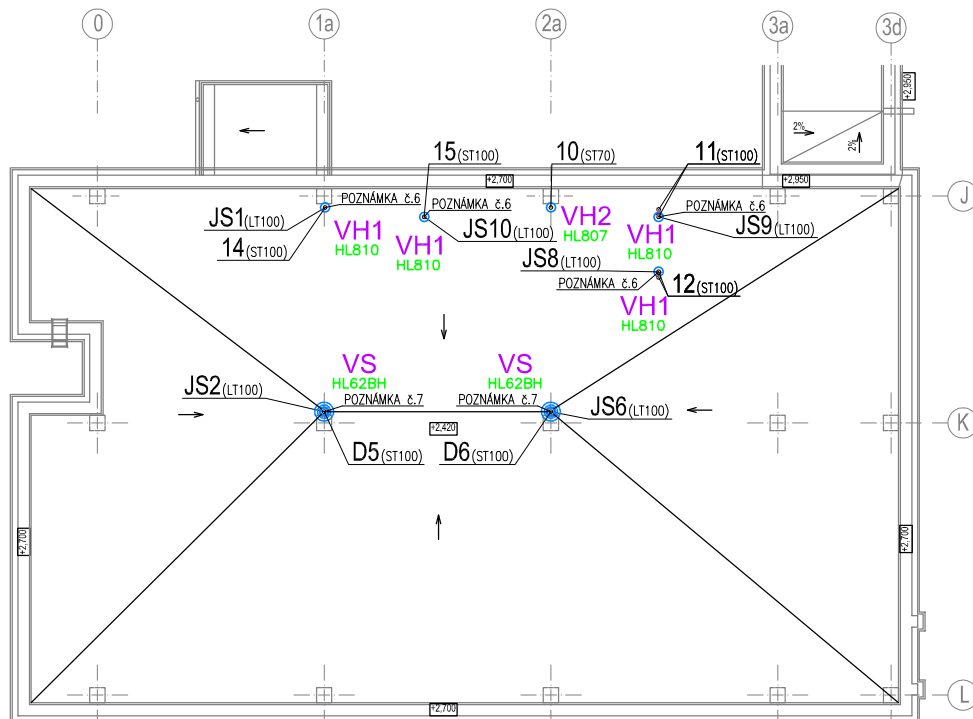 0
1a
2a
3a
3d
+2,950
2%
2%
15(ST100)
10(ST70)
11(ST100)
+2,700
+2,950
J
POZNÁMKA č.6
POZNÁMKA č.6
POZNÁMKA č.6
JS1(LT100)
VH1
HL810
JS10(LT100)
VH2
HL807
VH1
HL810
JS9(LT100)
14(ST100)
VH1
HL810
JS8(LT100)
POZNÁMKA č.6
12(ST100)
VH1
HL810
VS
HL62BH
VS
HL62BH
JS2(LT100)
POZNÁMKA č.7
POZNÁMKA č.7
JS6(LT100)
+2,420
K
D5(ST100)
D6(ST100)
+2,700
+2,700
L
+2,700